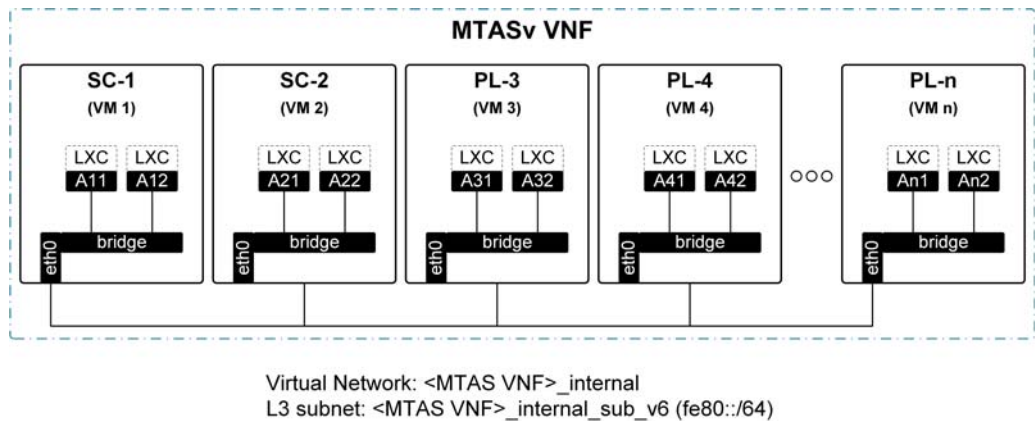 MTASv VNF
SC-1
(VM 1)
LXC LXC
A11 A12
bridge
eth0
SC-2
(VM 2)
LXC LXC
A21 A22
bridge
eth0
PL-3
(VM 3)
LXC LXC
A31 A32
bridge
eth0
PL-4
(VM 4)
LXC LXC
A41 A42
bridge
eth0
PL-n
(VM n)
LXC LXC
An1 An2
bridge
eth0
Virtual Network: <MTAS VNF>_internal
L3 subnet: <MTAS VNF>_internal_sub_v6 (fe80::/64)